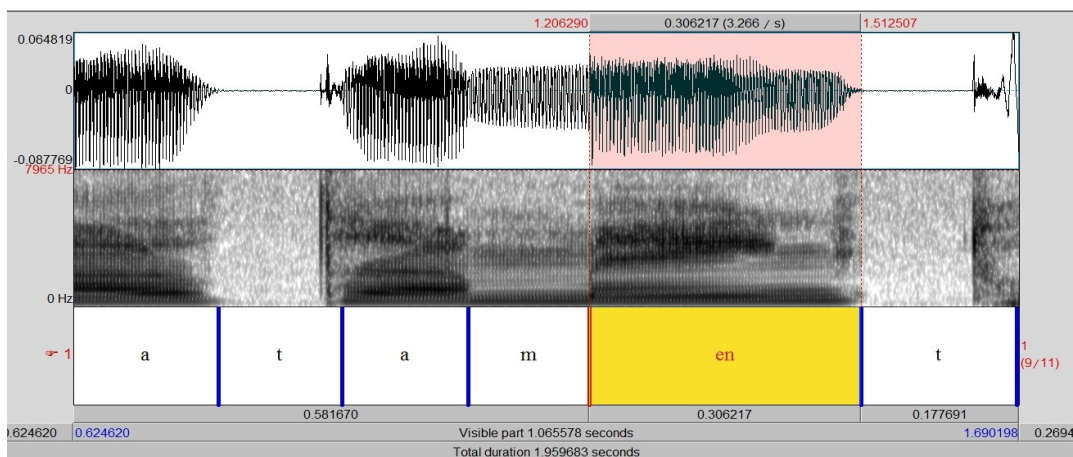 1.206290 0.306217 (3.266 / s) 1.512507
0.064819
0
-0.087769
7965 Hz
0 Hz
☞ 1 a t a m en t 1
(9/11)
0.581670 0.306217 0.177691
0.624620 0.624620 Visible part 1.065578 seconds 1.690198 0.2694
Total duration 1.959683 seconds